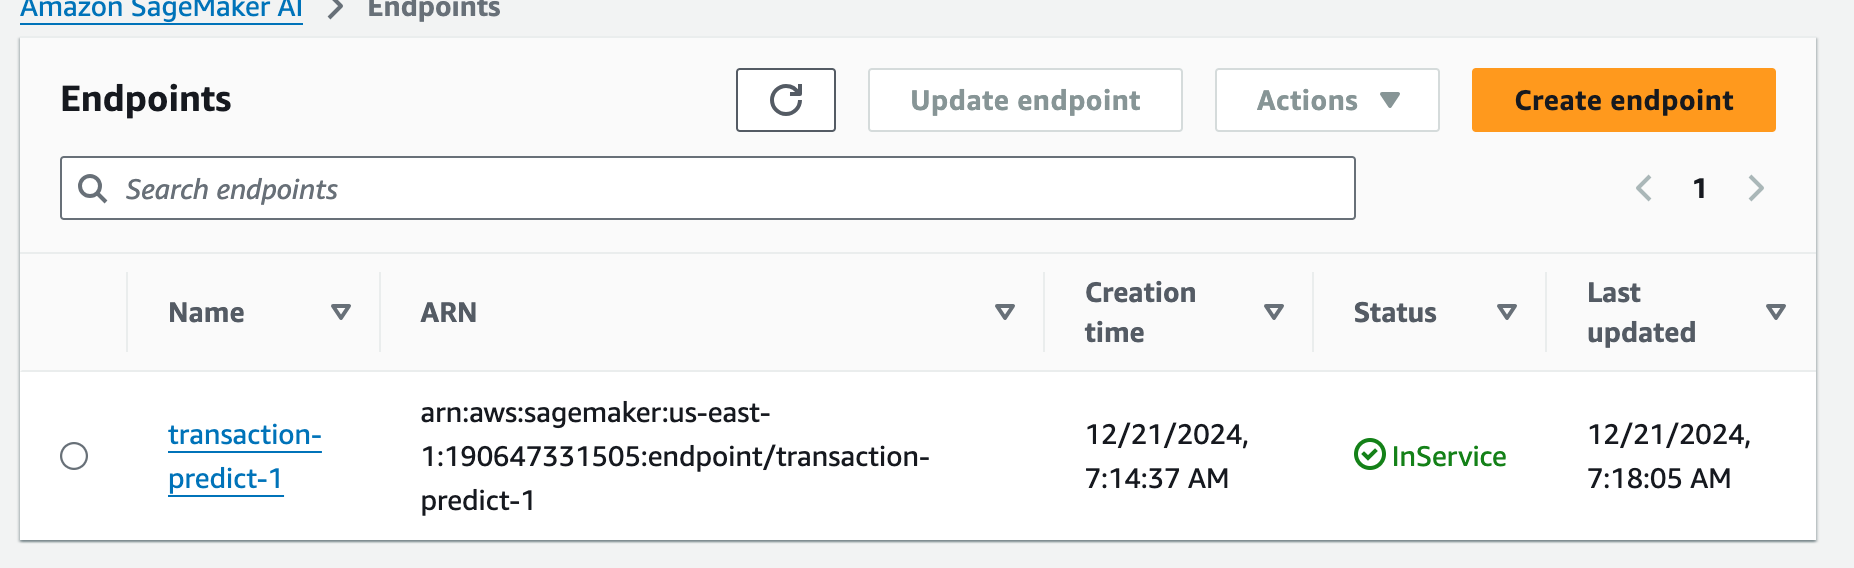 Amazon SageMaker AI > Endpoints
Endpoints
Update endpoint
Actions
Create endpoint
Search endpoints
1
Name
ARN
Creation
time
Status
Last
updated
transaction-
predict-1
arn:aws:sagemaker:us-east-
1:190647331505:endpoint/transaction-
predict-1
12/21/2024,
7:14:37 AM
InService
12/21/2024,
7:18:05 AM